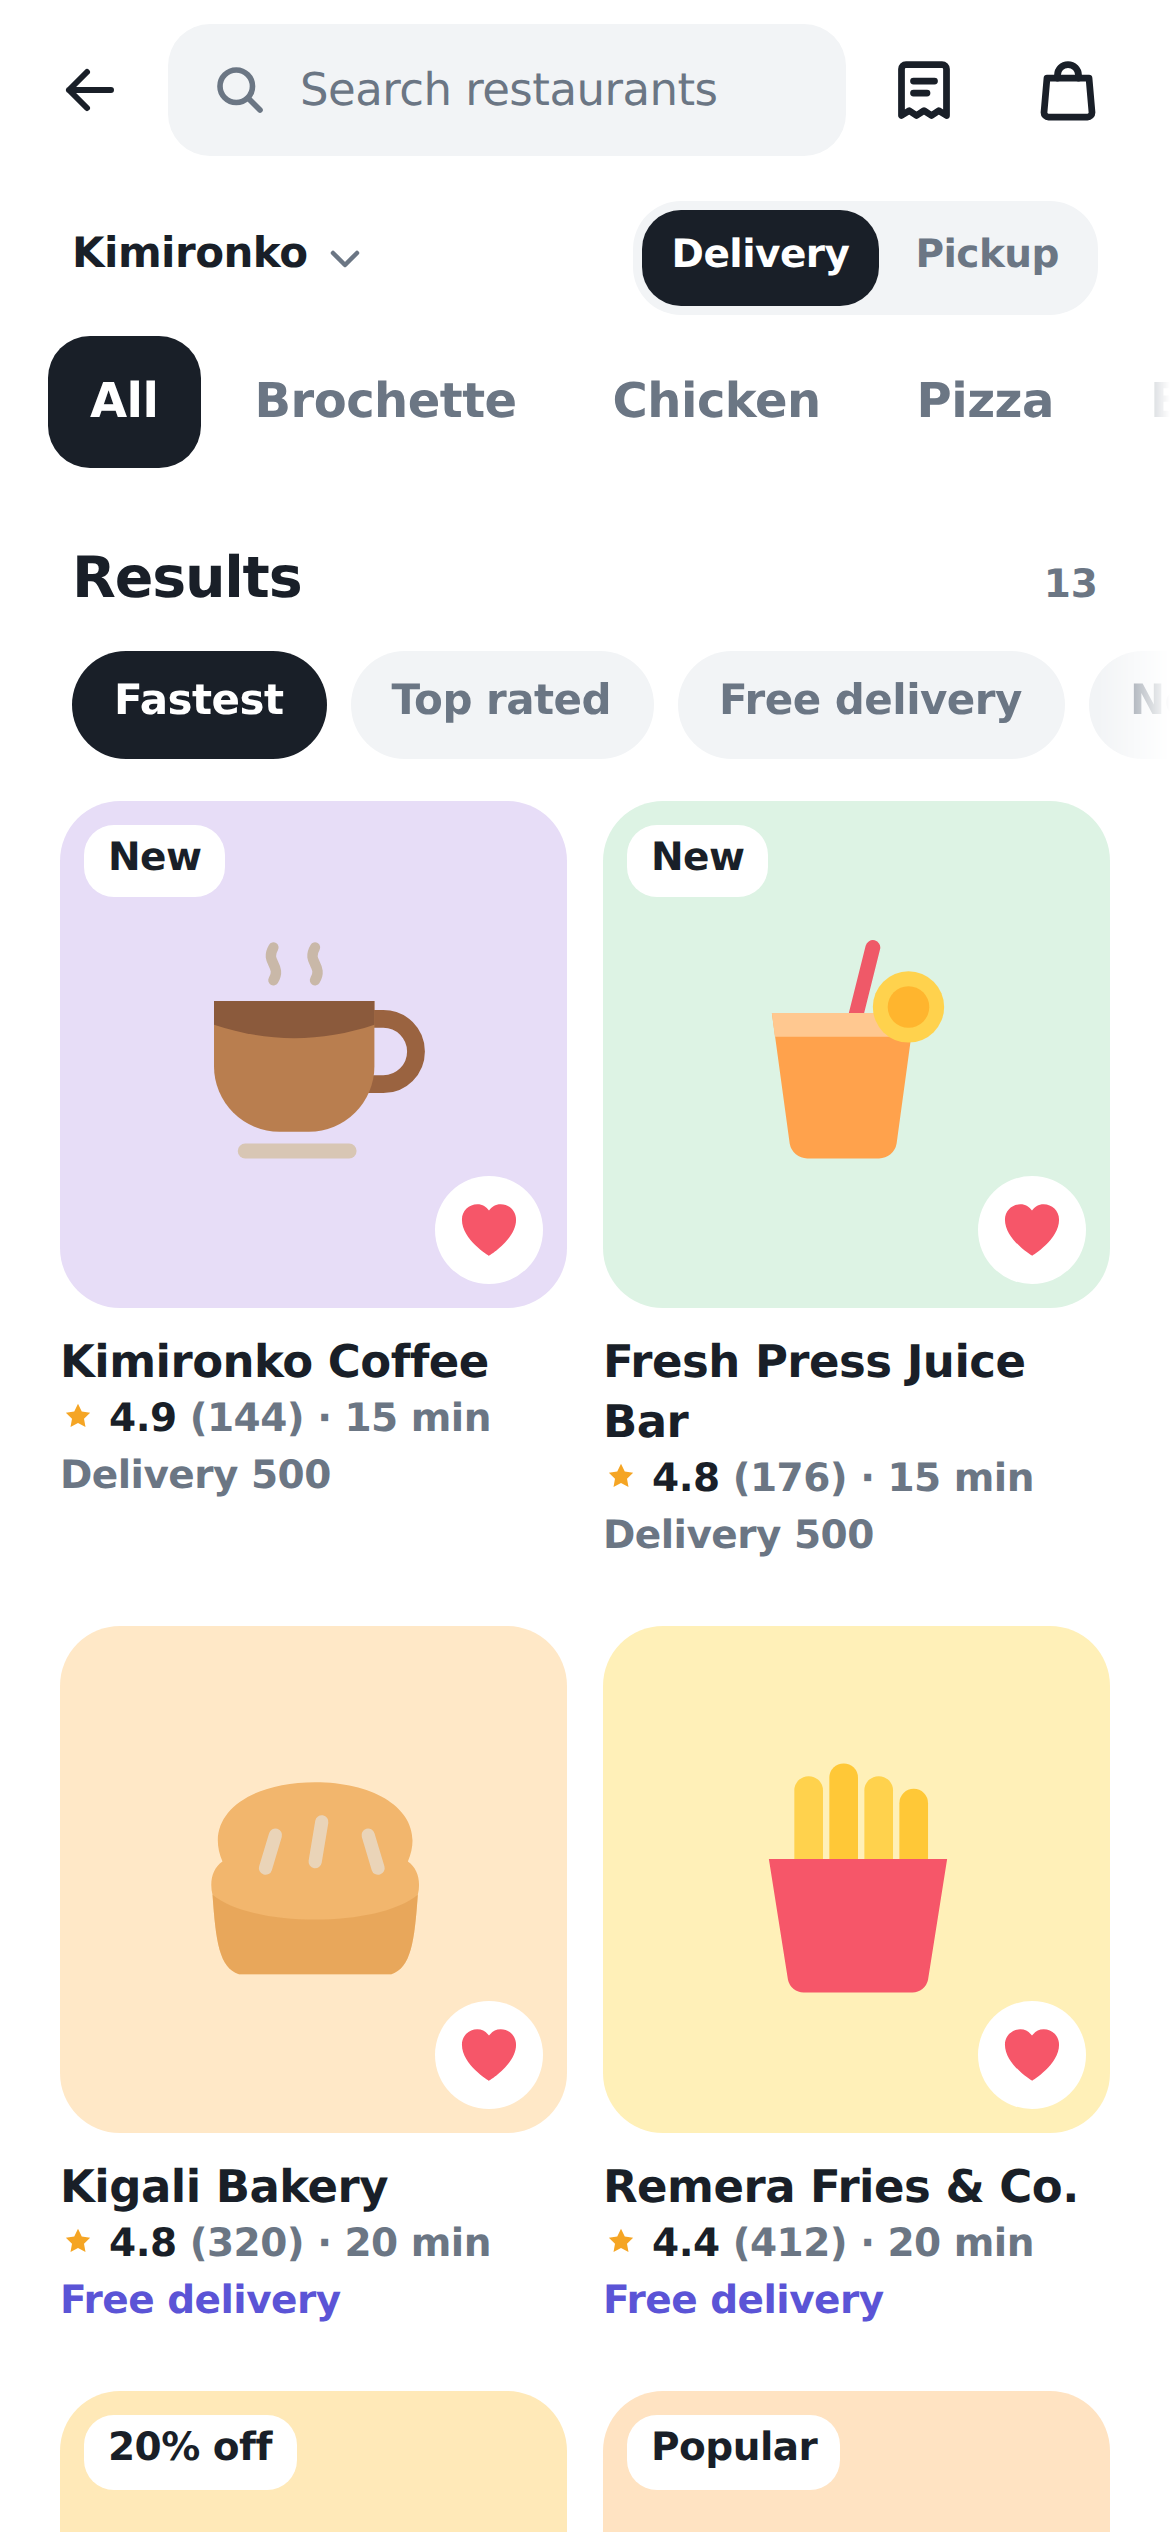 Search restaurants
Kimironko
Delivery
Pickup
All
Brochette
Chicken
Pizza
Results
13
Fastest
Top rated
Free delivery
New
New
Kimironko Coffee
4.9 (144) · 15 min
Delivery 500
Fresh Press Juice
Bar
4.8 (176) · 15 min
Delivery 500
Kigali Bakery
4.8 (320) · 20 min
Free delivery
Remera Fries & Co.
4.4 (412) · 20 min
Free delivery
20% off
Popular